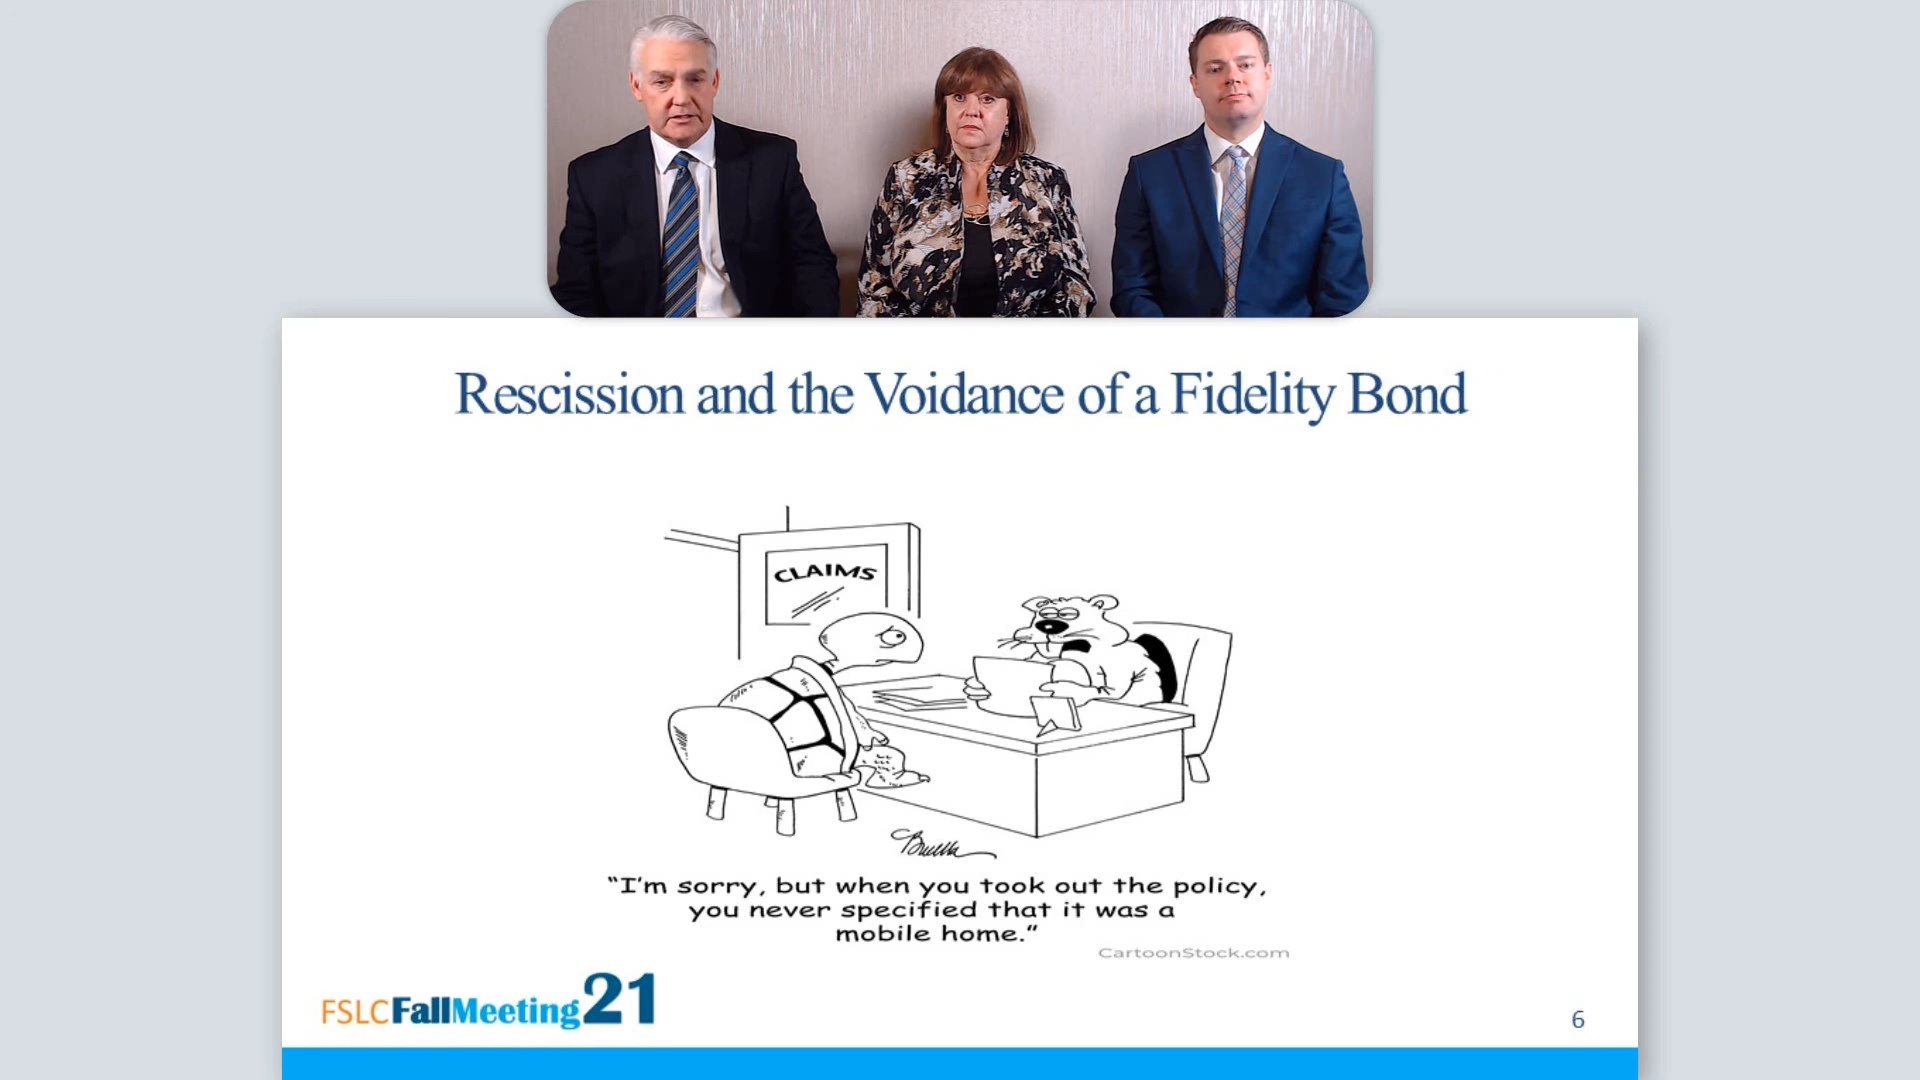 Rescission and the Voidance of a Fidelity Bond
CLAIMS
“I’m sorry, but when you took out the policy,
you never specified that it was a
mobile home.”
CartoonStock.com
FSLCFallMeeting21
6